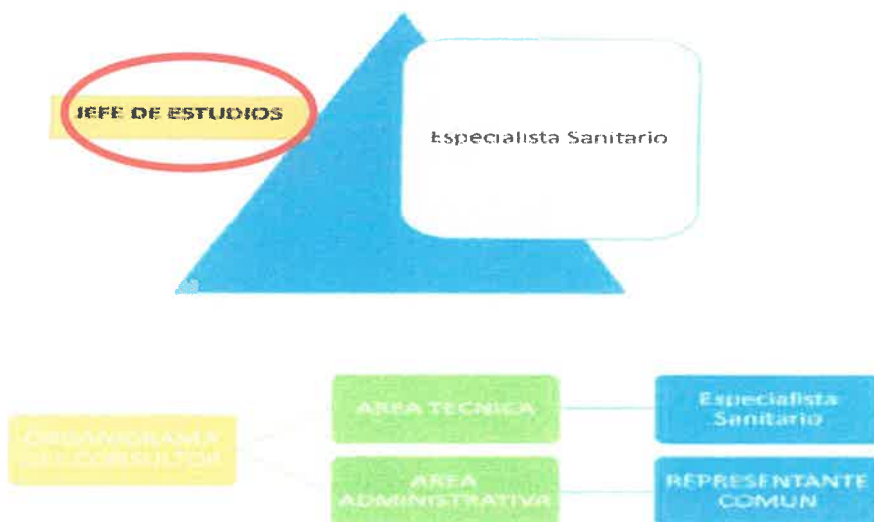 JEFE DE ESTUDIOS
Especialista Sanitario
ORGANIGRAMA
DEL CONSULTOR
AREA TECNICA
Especialista
Sanitario
AREA
ADMINISTRATIVA
REPRESENTANTE
COMUN